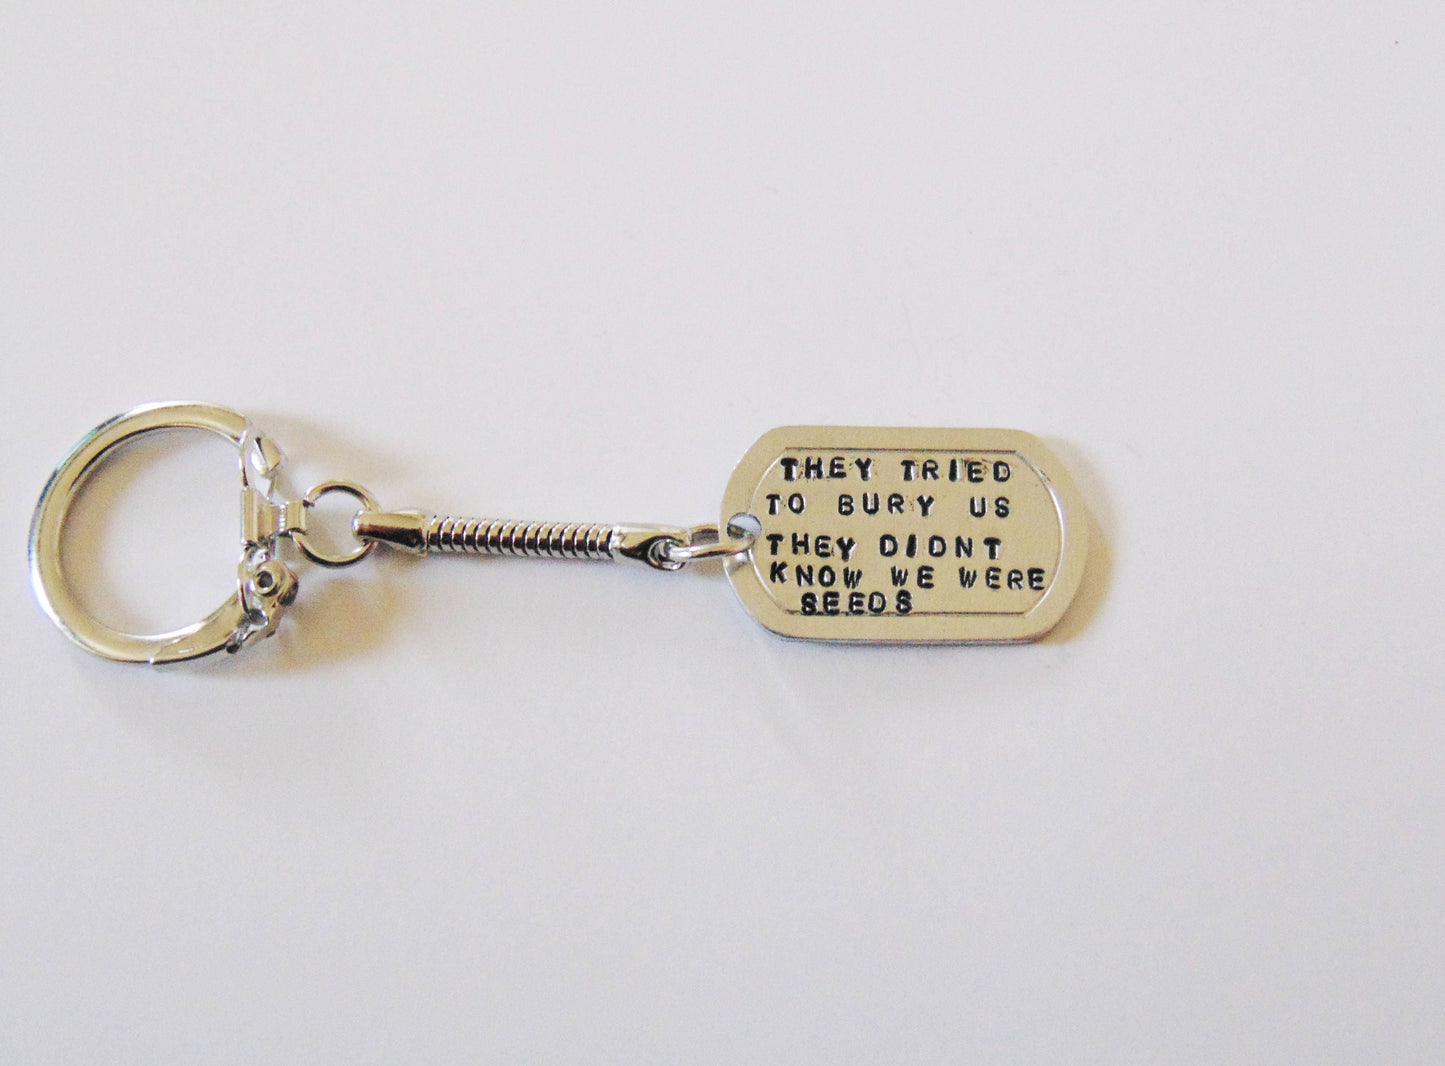 THEY TRIED
TO BURY US
THEY DIDNT
KNOW WE WERE
SEEDS